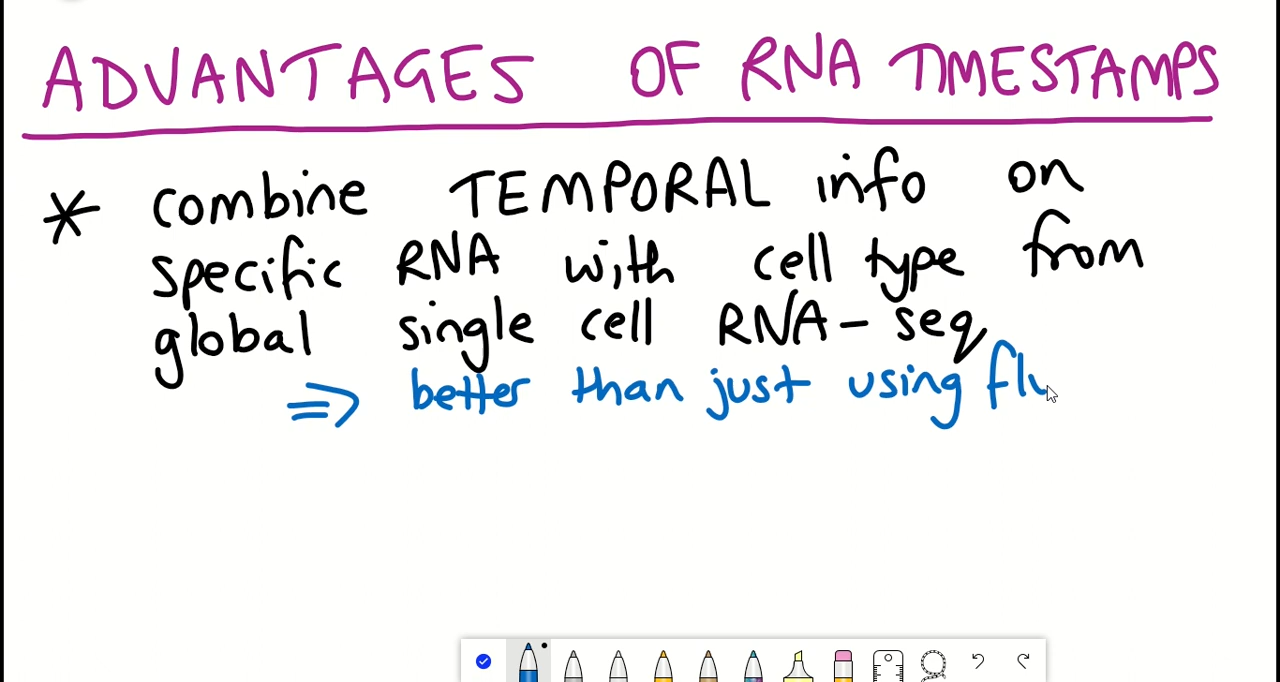 ADVANTAGES OF RNA TIMESTAMPS
* combine TEMPORAL info on
specific RNA with cell type from
global single cell RNA-seq
⇒ better than just using flu